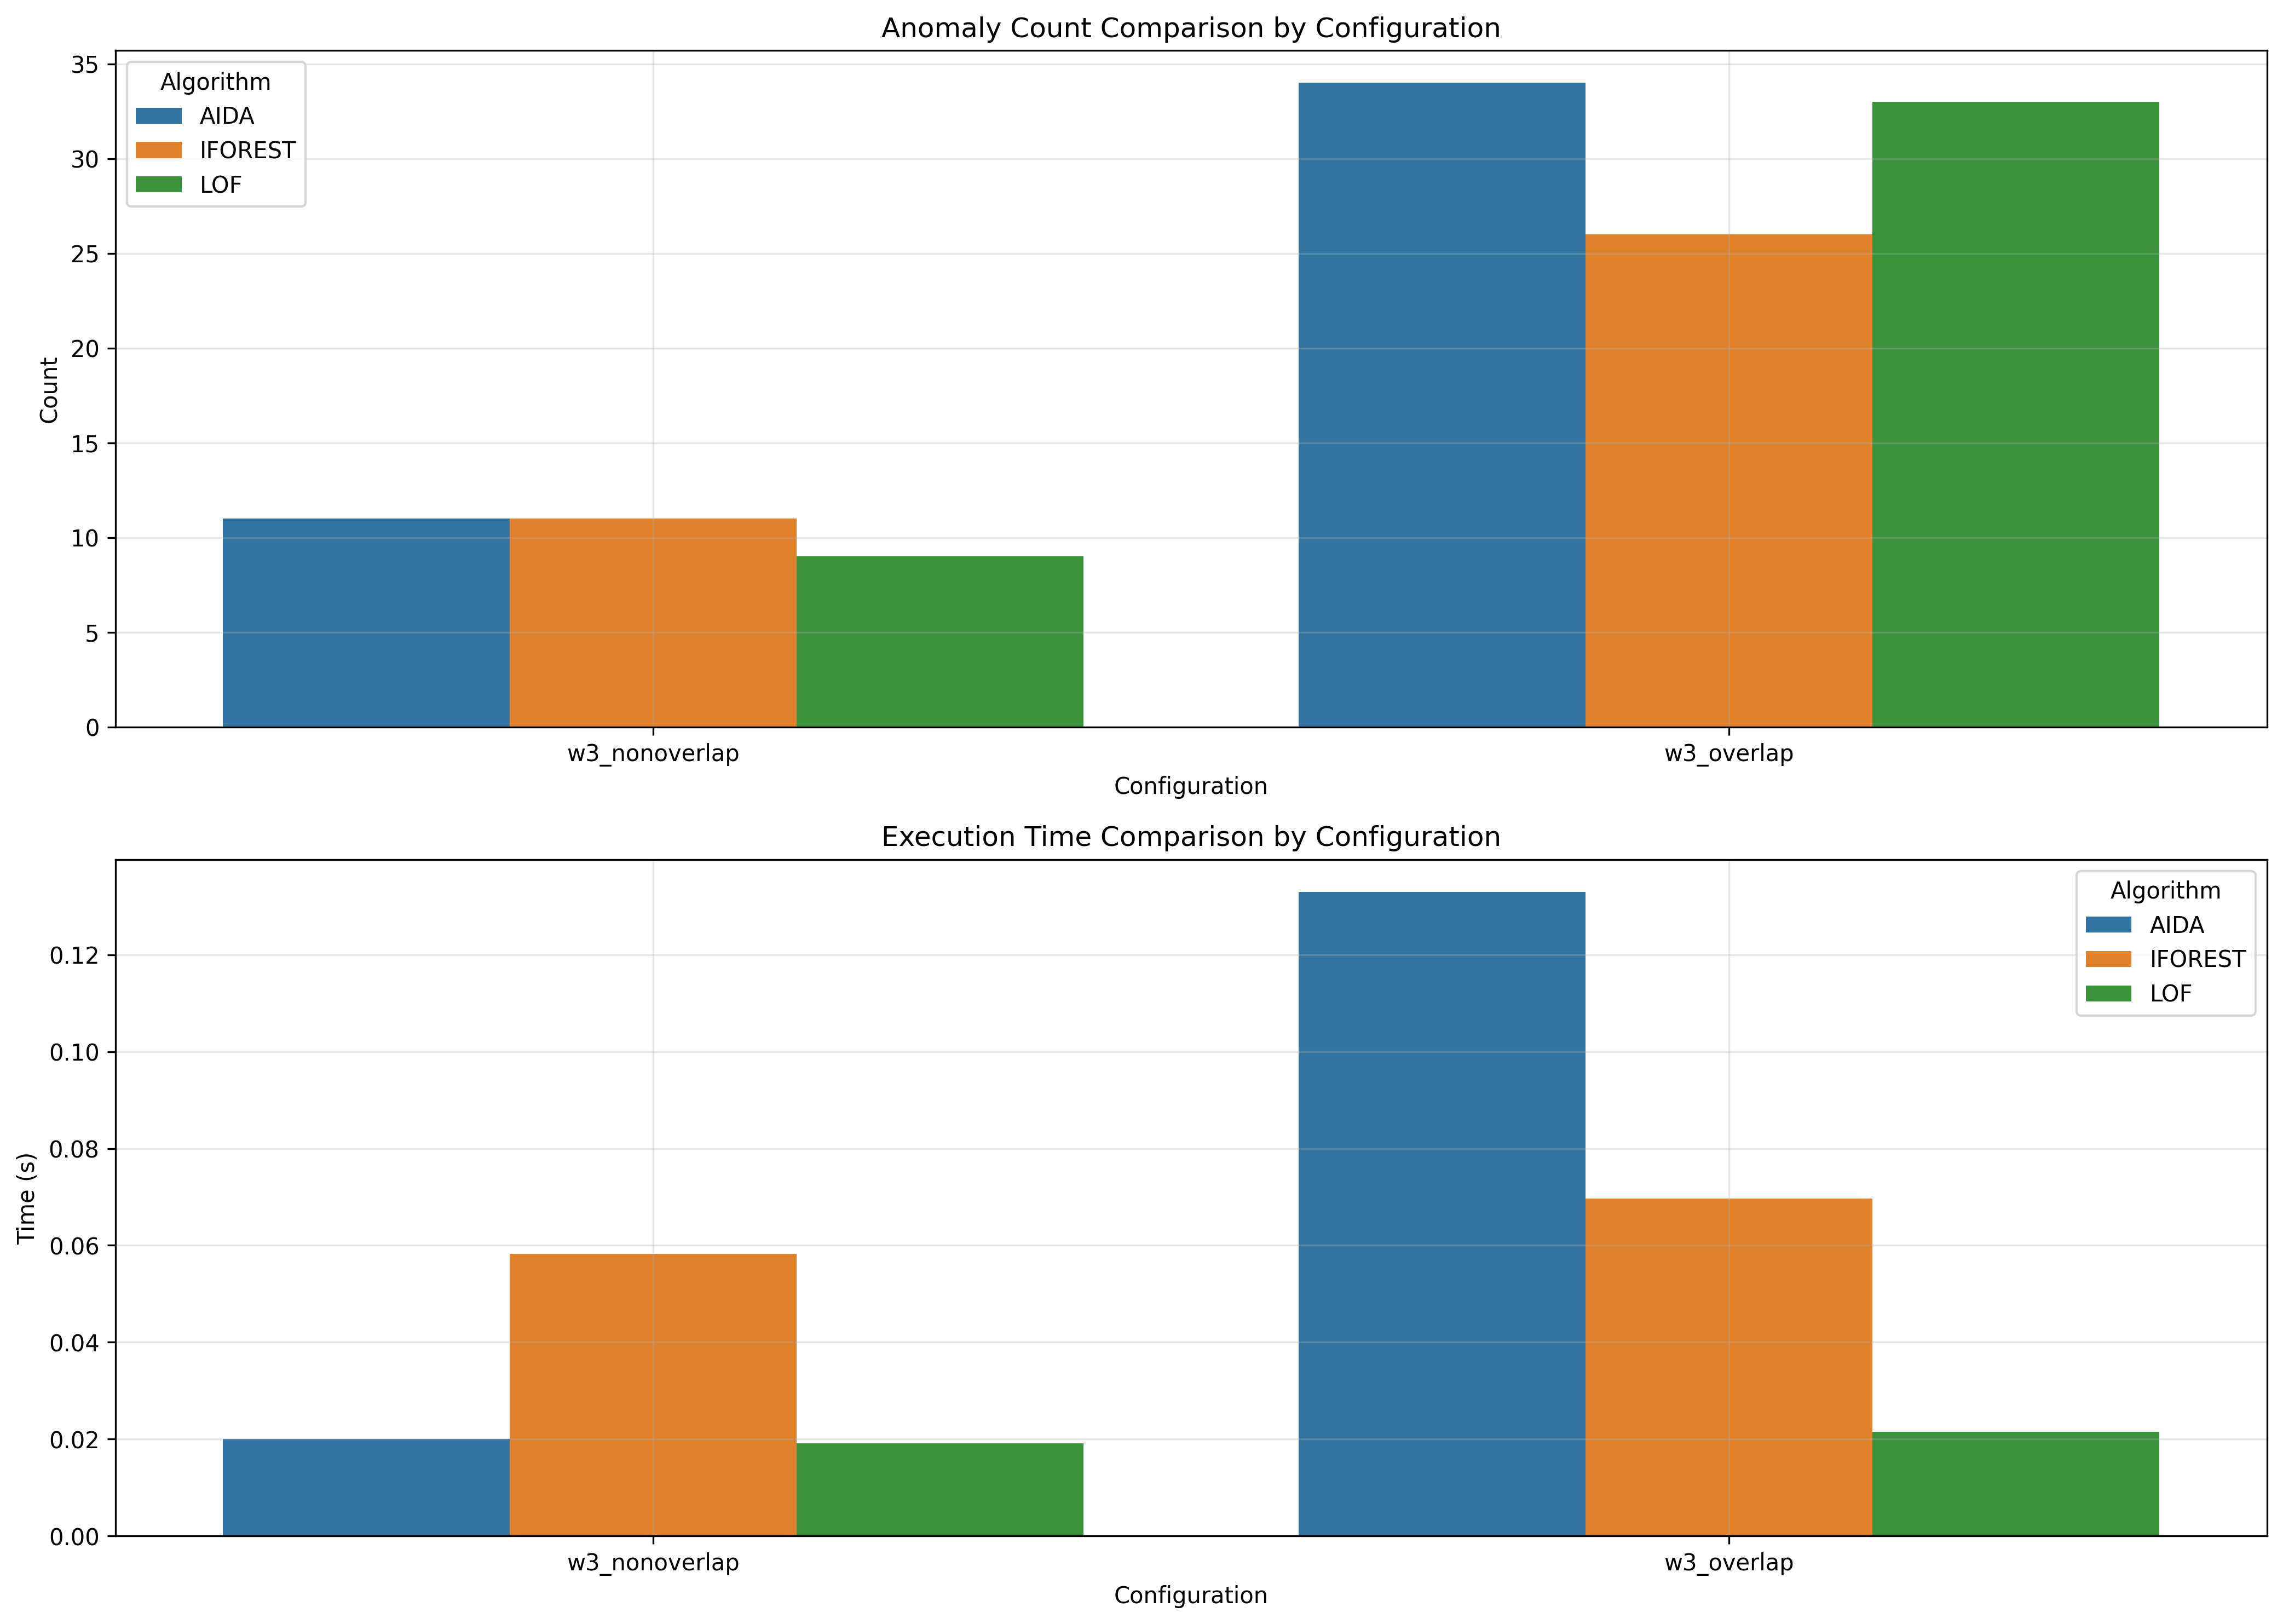 Anomaly Count Comparison by Configuration
Algorithm
AIDA
IFOREST
LOF
35
30
25
20
15
10
5
0
Count
w3_nonoverlap
w3_overlap
Configuration
Execution Time Comparison by Configuration
Algorithm
AIDA
IFOREST
LOF
0.12
0.10
0.08
0.06
0.04
0.02
0.00
Time (s)
w3_nonoverlap
w3_overlap
Configuration